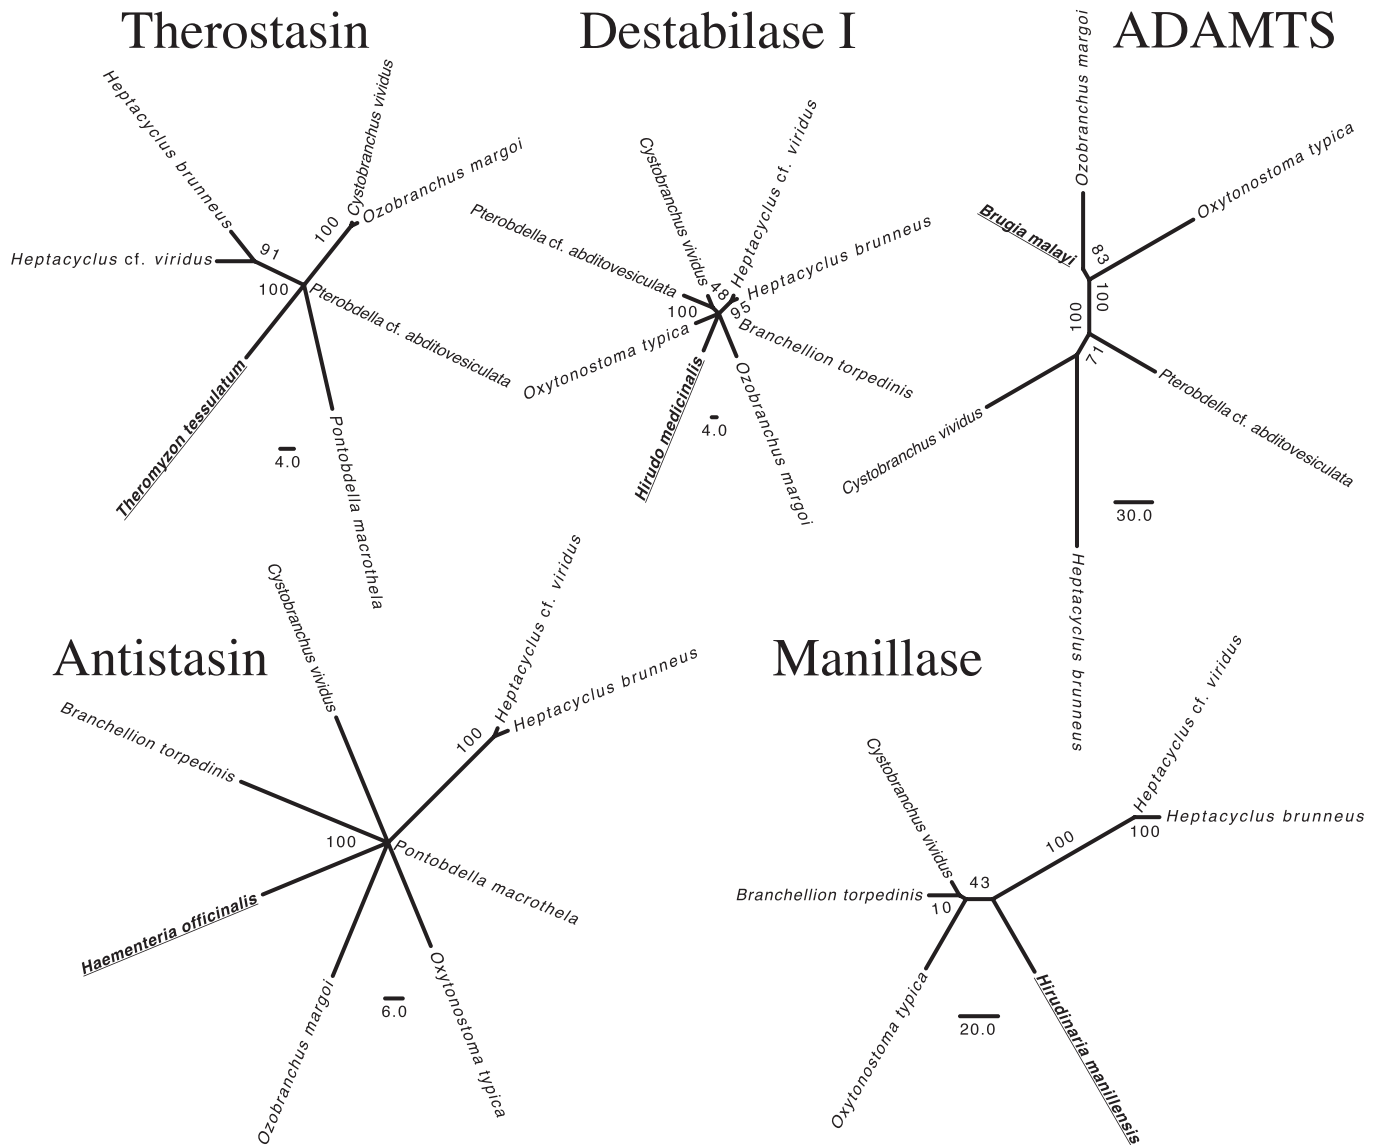 Therostasin
Heptacyclus brunneus
Cystobranchus vividus
Ozobranchus margoi
100
91
Heptacyclus cf. viridus
100
Pterobdella cf. abditovesiculata
Theromyzon tessulatum
Pontobdella macrothela
4.0
Destabilase I
Cystobranchus vividus
Heptacyclus cf. viridus
Pterobdella cf. abditovesiculata
Heptacyclus brunneus
48
95
100
Oxytonostoma typica
Branchellion torpedinis
Hirudo medicinalis
Ozobranchus margoi
4.0
ADAMTS
Ozobranchus margoi
Oxytonostoma typica
Brugia malayi
83
100
100
71
Pterobdella cf. abditovesiculata
Cystobranchus vividus
30.0
Heptacyclus brunneus
Antistasin
Cystobranchus vividus
Heptacyclus cf. viridus
Heptacyclus brunneus
100
Branchellion torpedinis
100
Pontobdella macrothela
Haementeria officinalis
Ozobranchus margoi
Oxytonostoma typica
6.0
Manillase
Heptacyclus cf. viridus
Cystobranchus vividus
Heptacyclus brunneus
100
100
43
Branchellion torpedinis
10
Oxytonostoma typica
Hirudinaria manillensis
20.0